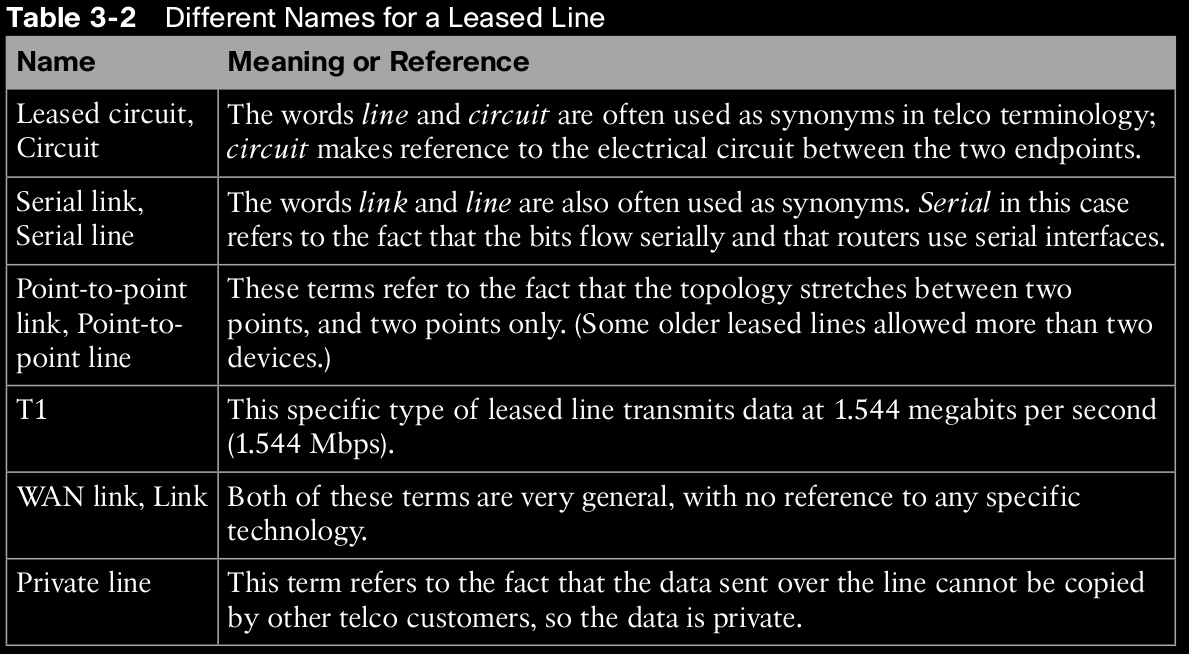 Table 3-2 Different Names for a Leased Line
Name Meaning or Reference
Leased circuit,
Circuit
The words line and circuit are often used as synonyms in telco terminology;
circuit makes reference to the electrical circuit between the two endpoints.
Serial link,
Serial line
The words link and line are also often used as synonyms. Serial in this case
refers to the fact that the bits flow serially and that routers use serial interfaces.
Point-to-point
link, Point-to-
point line
These terms refer to the fact that the topology stretches between two
points, and two points only. (Some older leased lines allowed more than two
devices.)
T1
This specific type of leased line transmits data at 1.544 megabits per second
(1.544 Mbps).
WAN link, Link
Both of these terms are very general, with no reference to any specific
technology.
Private line
This term refers to the fact that the data sent over the line cannot be copied
by other telco customers, so the data is private.